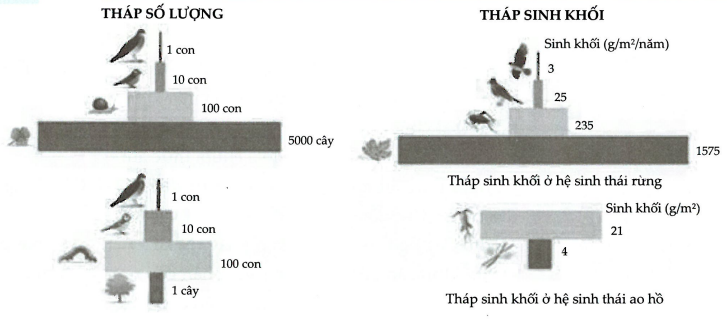 THÁP SỐ LƯỢNG
1 con
10 con
100 con
5000 cây
1 con
10 con
100 con
1 cây
THÁP SINH KHỐI
Sinh khối (g/m²/năm)
3
25
235
1575
Tháp sinh khối ở hệ sinh thái rừng
Sinh khối (g/m²)
21
4
Tháp sinh khối ở hệ sinh thái ao hồ